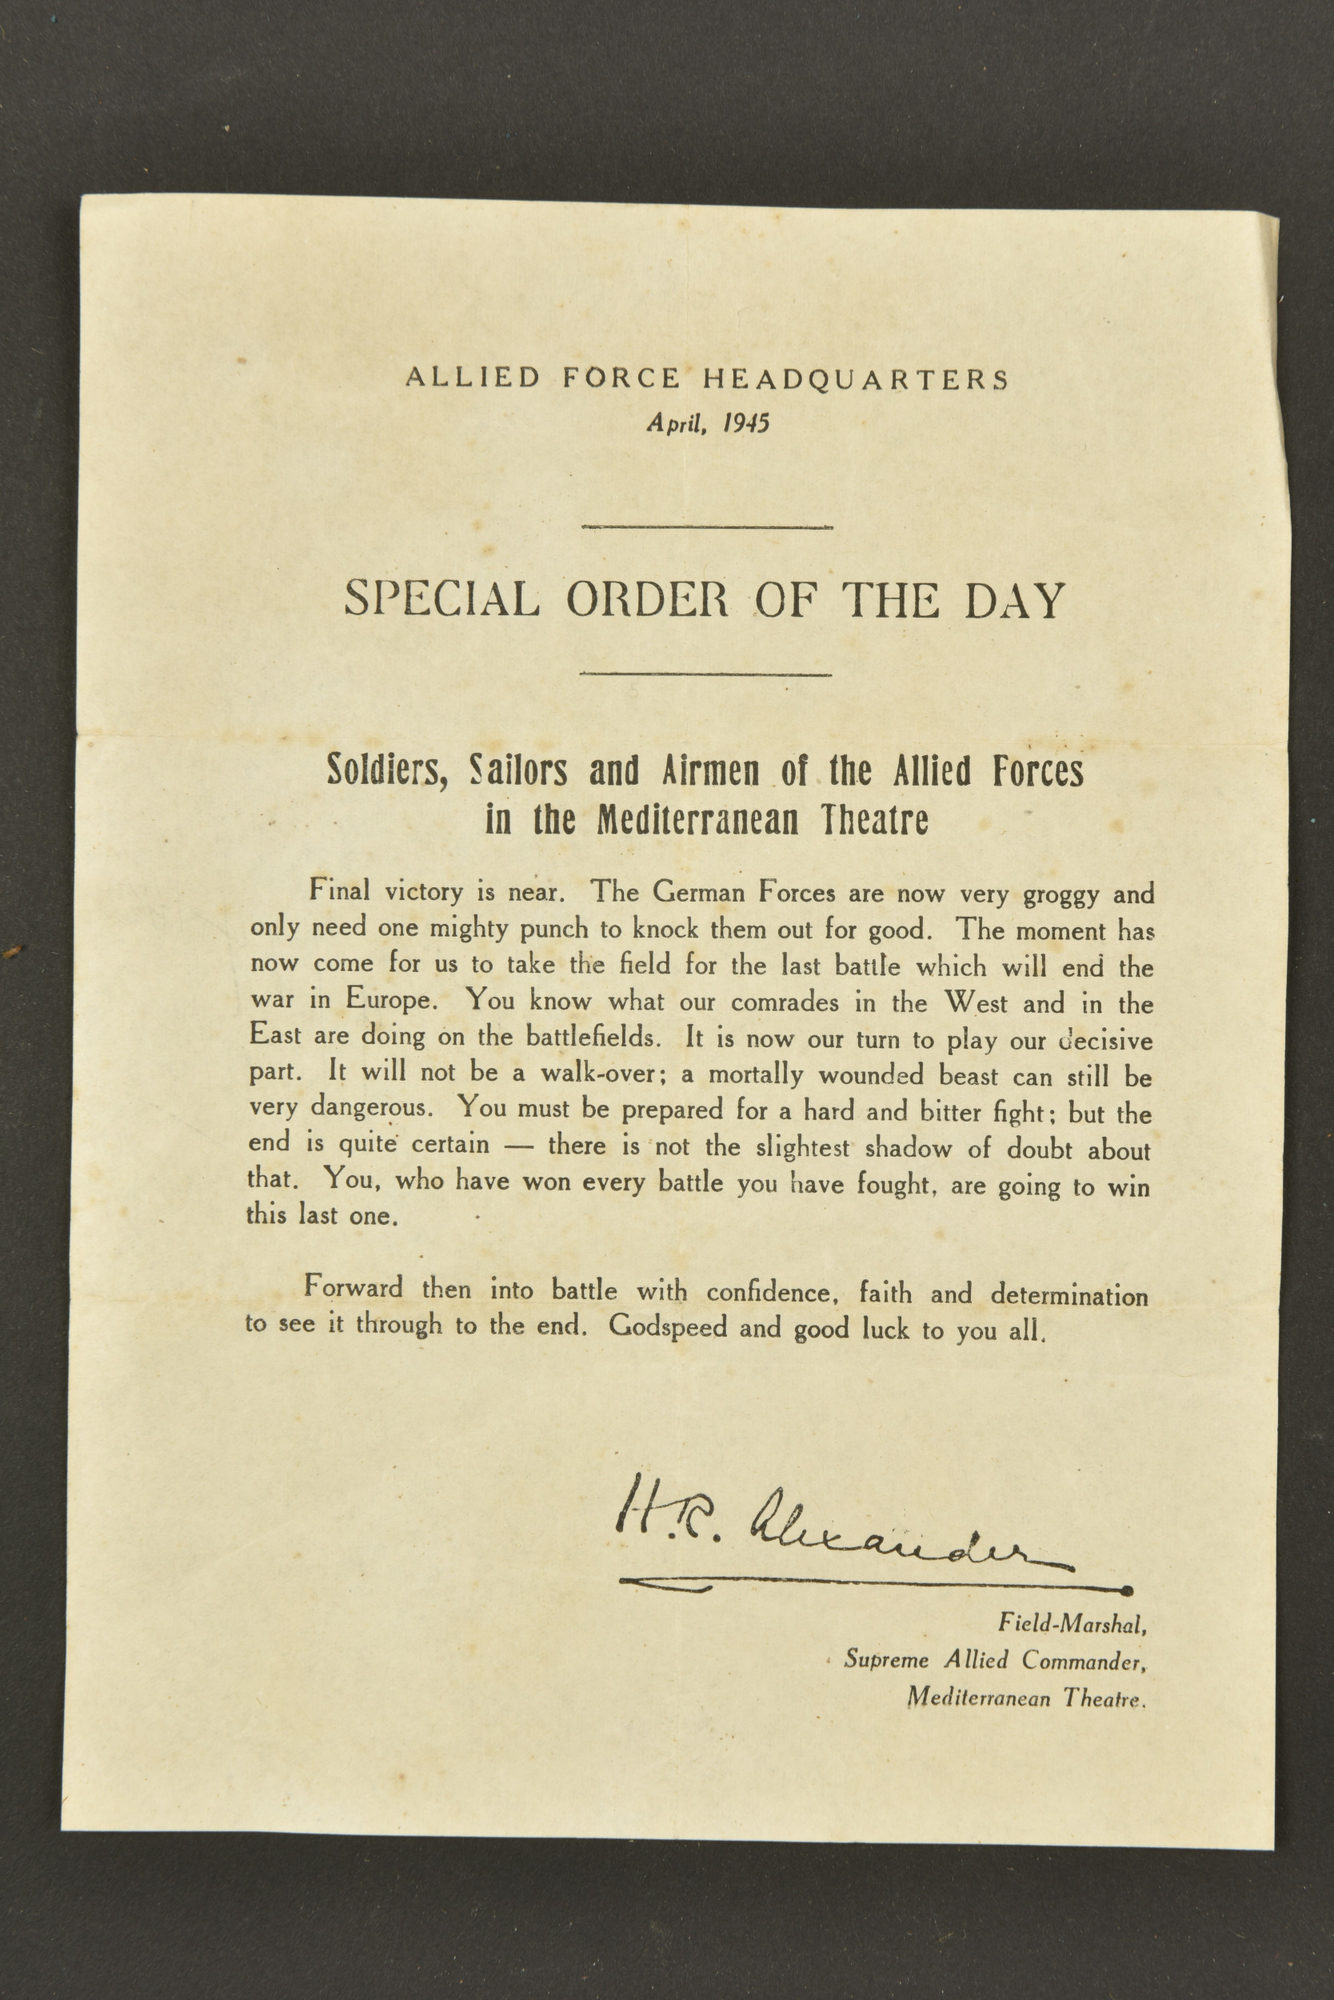 ALLIED FORCE HEADQUARTERS
April, 1945
SPECIAL ORDER OF THE DAY
Soldiers, Sailors and Airmen of the Allied Forces
in the Mediterranean Theatre
Final victory is near. The German Forces are now very groggy and
only need one mighty punch to knock them out for good. The moment has
now come for us to take the field for the last battle which will end the
war in Europe. You know what our comrades in the West and in the
East are doing on the battlefields. It is now our turn to play our decisive
part. It will not be a walk-over; a mortally wounded beast can still be
very dangerous. You must be prepared for a hard and bitter fight; but the
end is quite certain — there is not the slightest shadow of doubt about
that. You, who have won every battle you have fought, are going to win
this last one.
Forward then into battle with confidence, faith and determination
to see it through to the end. Godspeed and good luck to you all.
H.R. Alexander
Field-Marshal,
Supreme Allied Commander,
Mediterranean Theatre.